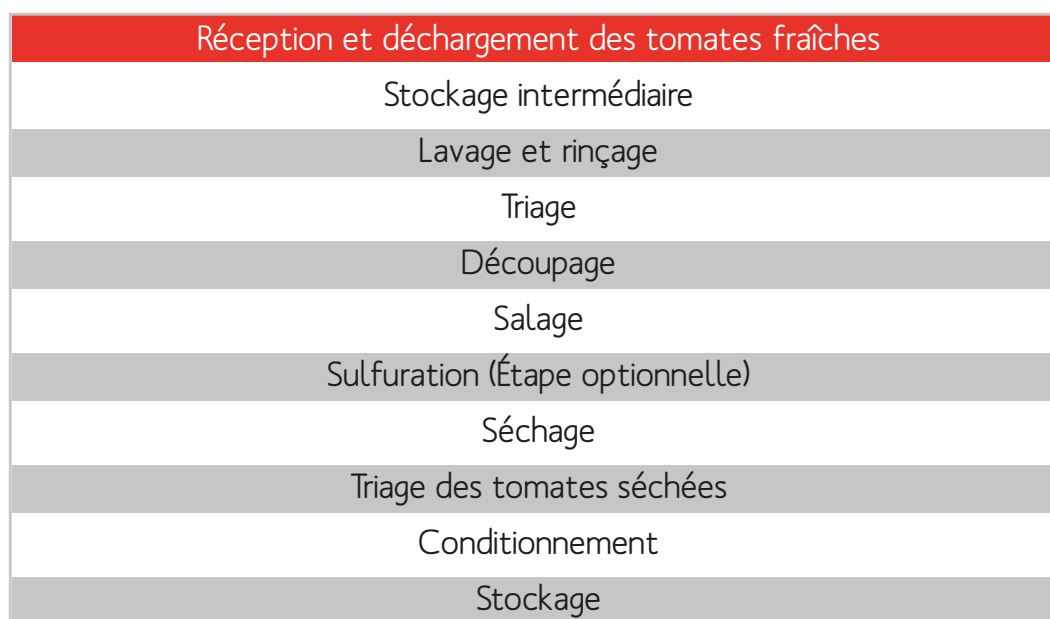 Réception et déchargement des tomates fraîches
Stockage intermédiaire
Lavage et rinçage
Triage
Découpage
Salage
Sulfuration (Étape optionnelle)
Séchage
Triage des tomates séchées
Conditionnement
Stockage